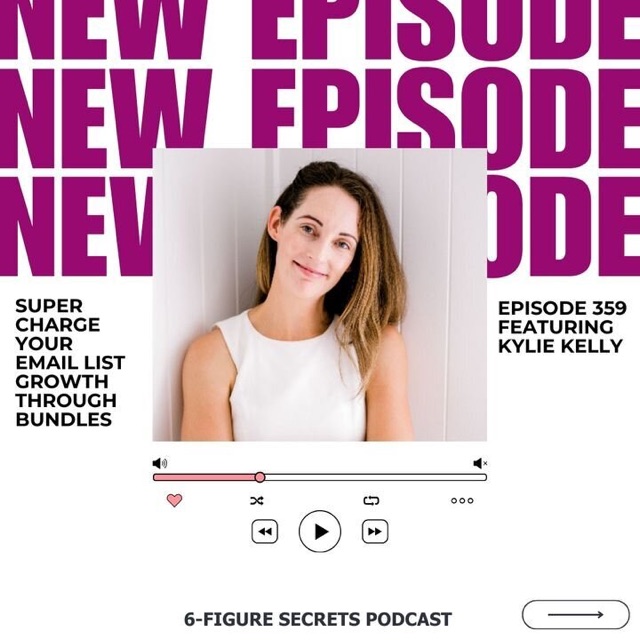 NEW EPISODE
NEW EPISODE
NEW ODE
SUPER
CHARGE
YOUR
EMAIL LIST
GROWTH
THROUGH
BUNDLES
EPISODE 359
FEATURING
KYLIE KELLY
6-FIGURE SECRETS PODCAST